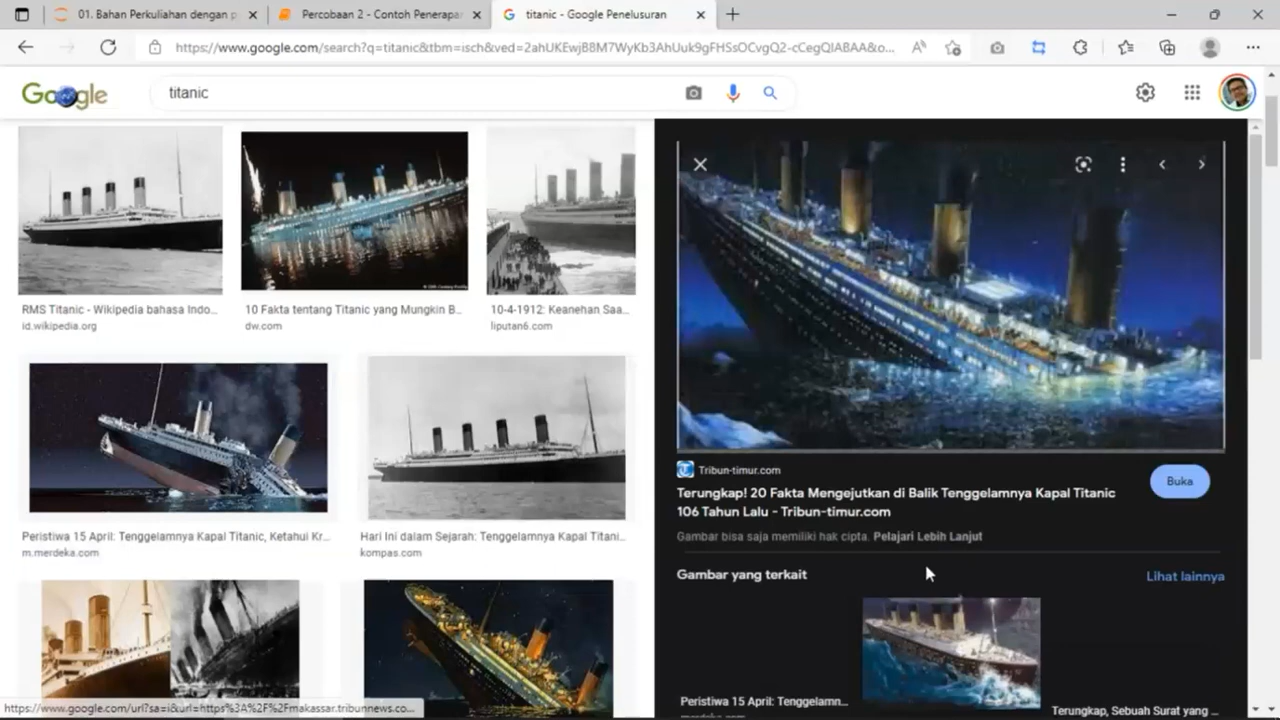 01. Bahan Perkuliahan dengan p
Percobaan 2 - Contoh Penerapa
titanic - Google Penelusuran
https://www.google.com/search?q=titanic&tbm=isch&ved=2ahUKEwjB8M7WyKb3AhUuk9gFHSsOCvgQ2-cCegQIABAA&o...
Google
titanic
RMS Titanic - Wikipedia bahasa Indo...
id.wikipedia.org
10 Fakta tentang Titanic yang Mungkin B...
dw.com
10-4-1912: Keanehan Saa...
liputan6.com
Peristiwa 15 April: Tenggelamnya Kapal Titanic, Ketahui Kr...
m.merdeka.com
Hari Ini dalam Sejarah: Tenggelamnya Kapal Titani...
kompas.com
Tribun-timur.com
Terungkap! 20 Fakta Mengejutkan di Balik Tenggelamnya Kapal Titanic
106 Tahun Lalu - Tribun-timur.com
Buka
Gambar bisa saja memiliki hak cipta. Pelajari Lebih Lanjut
Gambar yang terkait
Lihat lainnya
Peristiwa 15 April: Tenggelamn...
Terungkap, Sebuah Surat yang ...
https://www.google.com/url?sa=i&url=https%3A%2F%2Fmakassar.tribunnews.co...